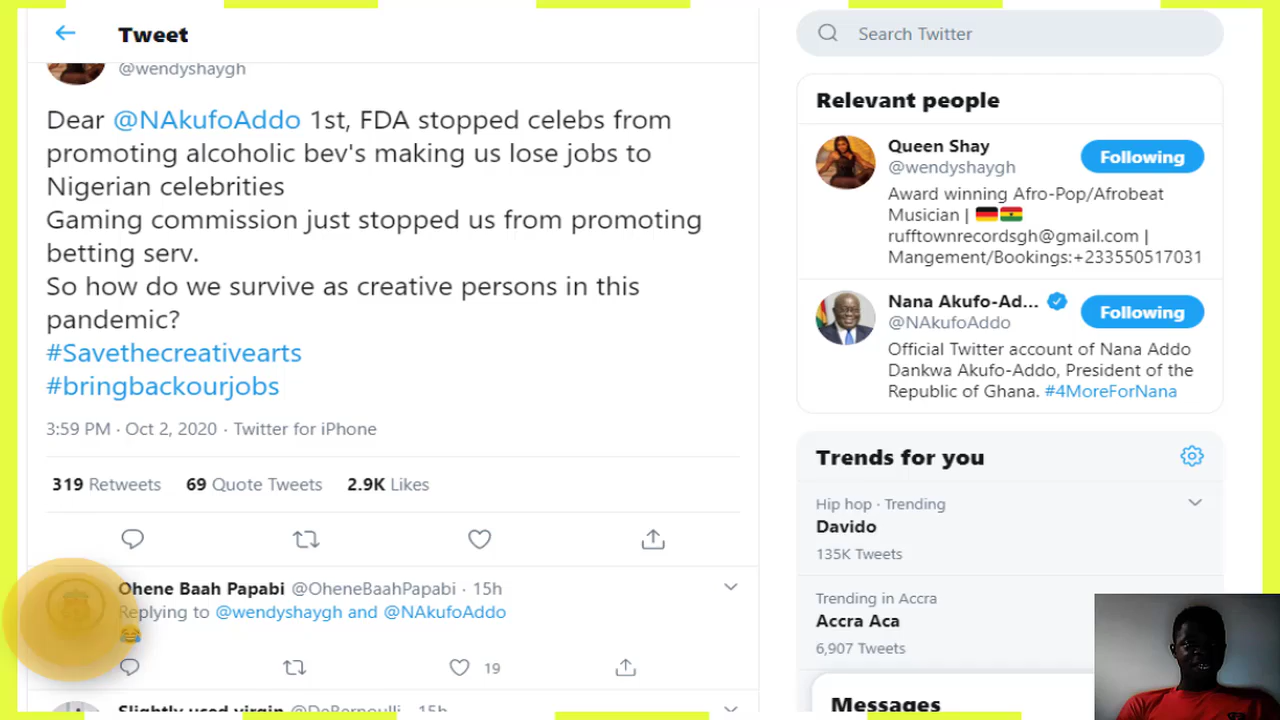 Tweet
@wendyshaygh
Dear @NAkufoAddo 1st, FDA stopped celebs from
promoting alcoholic bev's making us lose jobs to
Nigerian celebrities
Gaming commission just stopped us from promoting
betting serv.
So how do we survive as creative persons in this
pandemic?
#Savethecreativearts
#bringbackourjobs
3:59 PM · Oct 2, 2020 · Twitter for iPhone
319 Retweets 69 Quote Tweets 2.9K Likes
Ohene Baah Papabi @OheneBaahPapabi · 15h
Replying to @wendyshaygh and @NAkufoAddo
😂
19
Slightly used virgin @DeBernoulli · 15h
Search Twitter
Relevant people
Queen Shay
@wendyshaygh
Following
Award winning Afro-Pop/Afrobeat
Musician | 🇩🇪🇬🇭
rufftownrecordsgh@gmail.com |
Mangement/Bookings:+233550517031
Nana Akufo-Ad...
@NAkufoAddo
Following
Official Twitter account of Nana Addo
Dankwa Akufo-Addo, President of the
Republic of Ghana. #4MoreForNana
Trends for you
Hip hop · Trending
Davido
135K Tweets
Trending in Accra
Accra Aca
6,907 Tweets
Messages